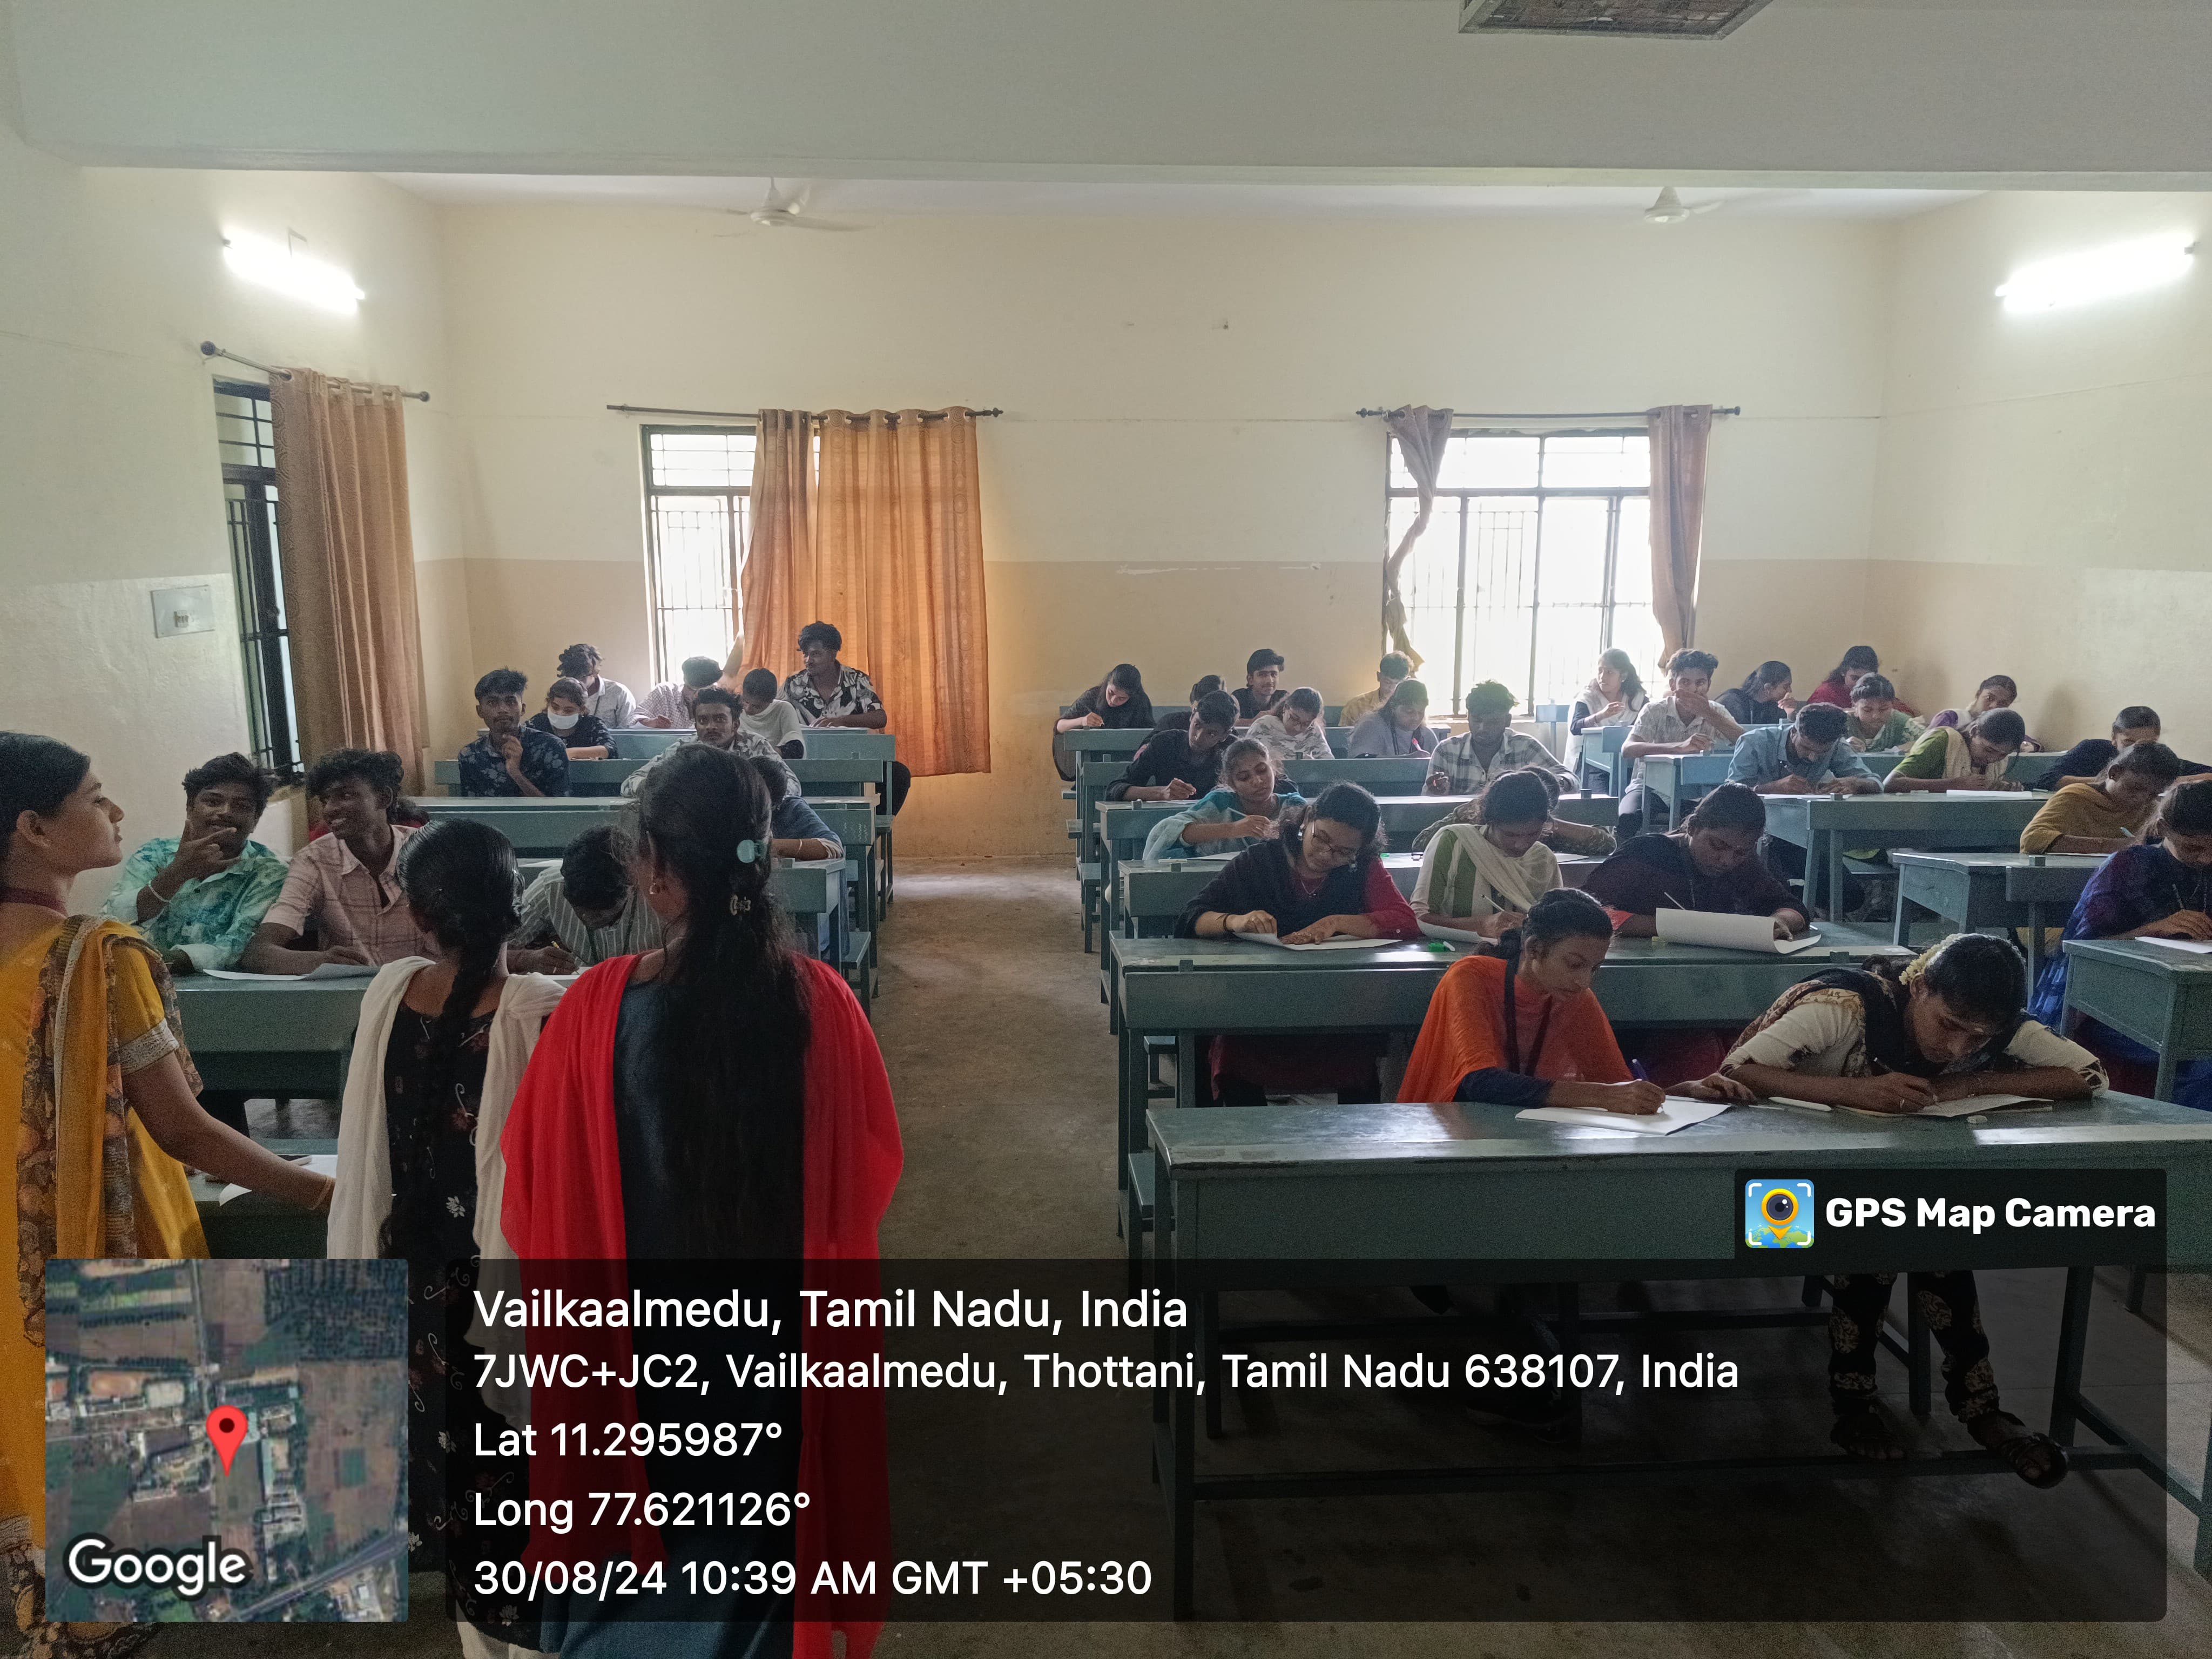 GPS Map Camera
Vailkaalmedu, Tamil Nadu, India
7JWC+JC2, Vailkaalmedu, Thottani, Tamil Nadu 638107, India
Lat 11.295987°
Long 77.621126°
30/08/24 10:39 AM GMT +05:30
Google